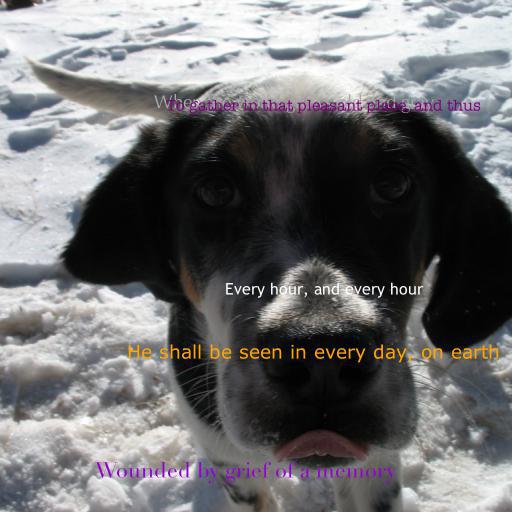 To gather in that pleasant place, and thus
Every hour, and every hour
He shall be seen in every day, on earth
Wounded by grief of a memory